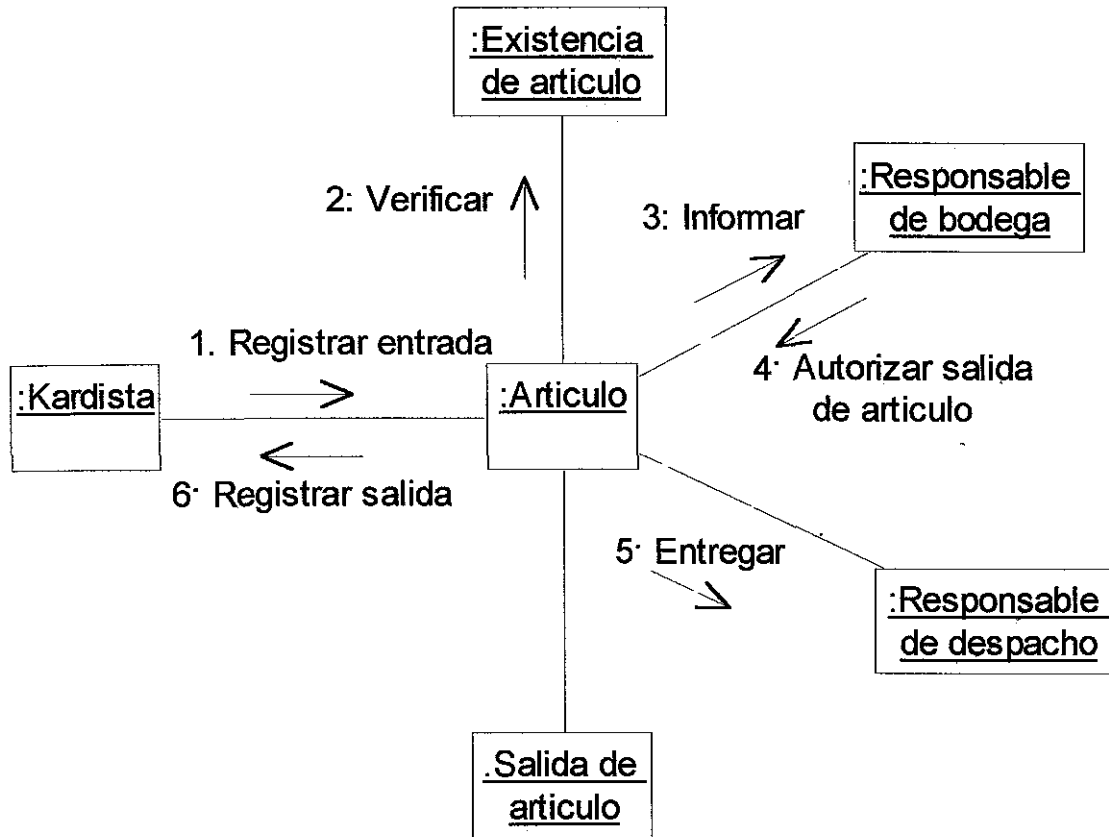 :Existencia
de articulo
2: Verificar
:Responsable
de bodega
3: Informar
1. Registrar entrada
:Kardista
:Articulo
4· Autorizar salida
de articulo
6· Registrar salida
5· Entregar
:Responsable
de despacho
.Salida de
articulo